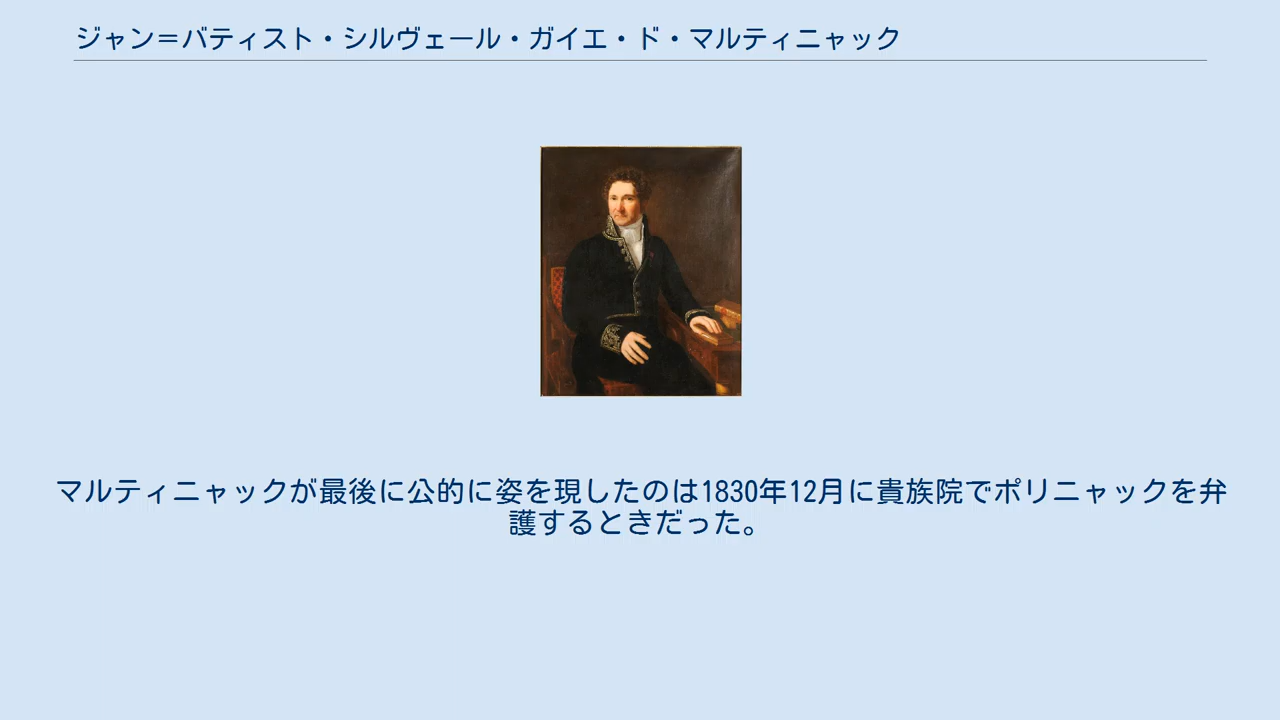 ジャン＝バティスト・シルヴェール・ガイエ・ド・マルティニャック
マルティニャックが最後に公的に姿を現したのは1830年12月に貴族院でポリニャックを弁
護するときだった。